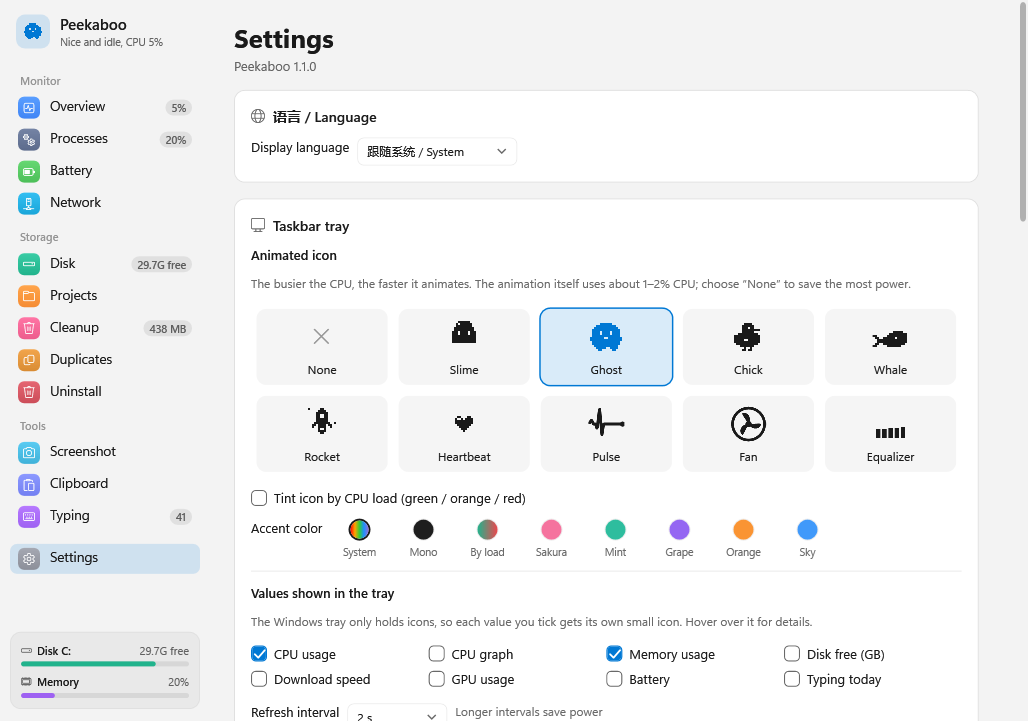 Peekaboo
Nice and idle, CPU 5%
Monitor
Overview 5%
Processes 20%
Battery
Network
Storage
Disk 29.7G free
Projects
Cleanup 438 MB
Duplicates
Uninstall
Tools
Screenshot
Clipboard
Typing 41
Settings
Disk C: 29.7G free
Memory 20%
Settings
Peekaboo 1.1.0
语言 / Language
Display language 跟随系统 / System
Taskbar tray
Animated icon
The busier the CPU, the faster it animates. The animation itself uses about 1–2% CPU; choose “None” to save the most power.
None Slime Ghost Chick Whale
Rocket Heartbeat Pulse Fan Equalizer
Tint icon by CPU load (green / orange / red)
Accent color System Mono By load Sakura Mint Grape Orange Sky
Values shown in the tray
The Windows tray only holds icons, so each value you tick gets its own small icon. Hover over it for details.
CPU usage CPU graph Memory usage Disk free (GB)
Download speed GPU usage Battery Typing today
Refresh interval 2 s Longer intervals save power